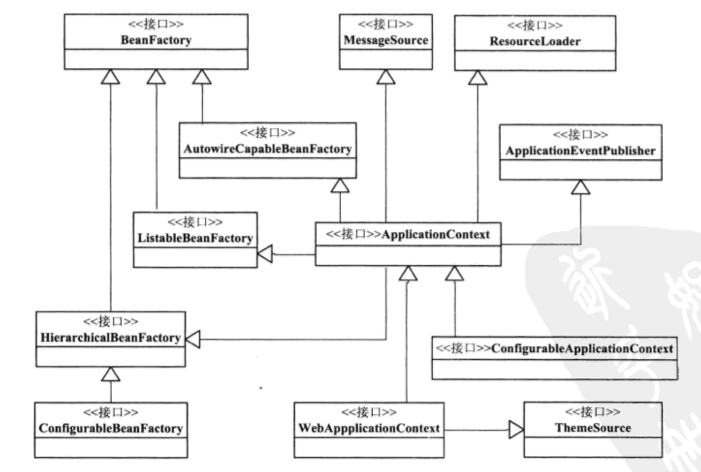 <<接口>>
BeanFactory
<<接口>>
MessageSource
<<接口>>
ResourceLoader
<<接口>>
AutowireCapableBeanFactory
<<接口>>
ApplicationEventPublisher
<<接口>>
ListableBeanFactory
<<接口>>ApplicationContext
<<接口>>
HierarchicalBeanFactory
<<接口>>ConfigurableApplicationContext
<<接口>>
ConfigurableBeanFactory
<<接口>>
WebAppplicationContext
<<接口>>
ThemeSource